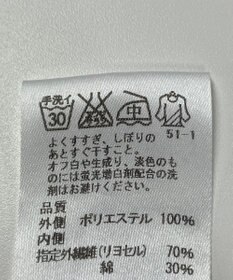 手洗イ
30
中
51-1
よくすすぎ、しぼりの
あとすぐ干すこと。
オフ白や生成り、淡色のも
のには蛍光増白剤配合の洗
剤はお避けください。
品質
外側 ポリエステル 100%
内側
指定外繊維(リヨセル) 70%
綿 30%